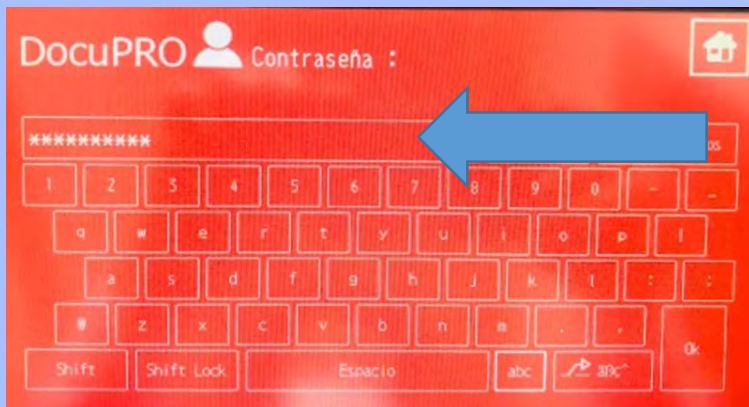 DocuPRO Contraseña :
**********
1 2 3 4 5 6 7 8 9 0 - _
q w e r t y u i o p |
a s d f g h j k l : ;
@ z x c v b n m . ,
Shift Shift Lock Espacio abc Ok